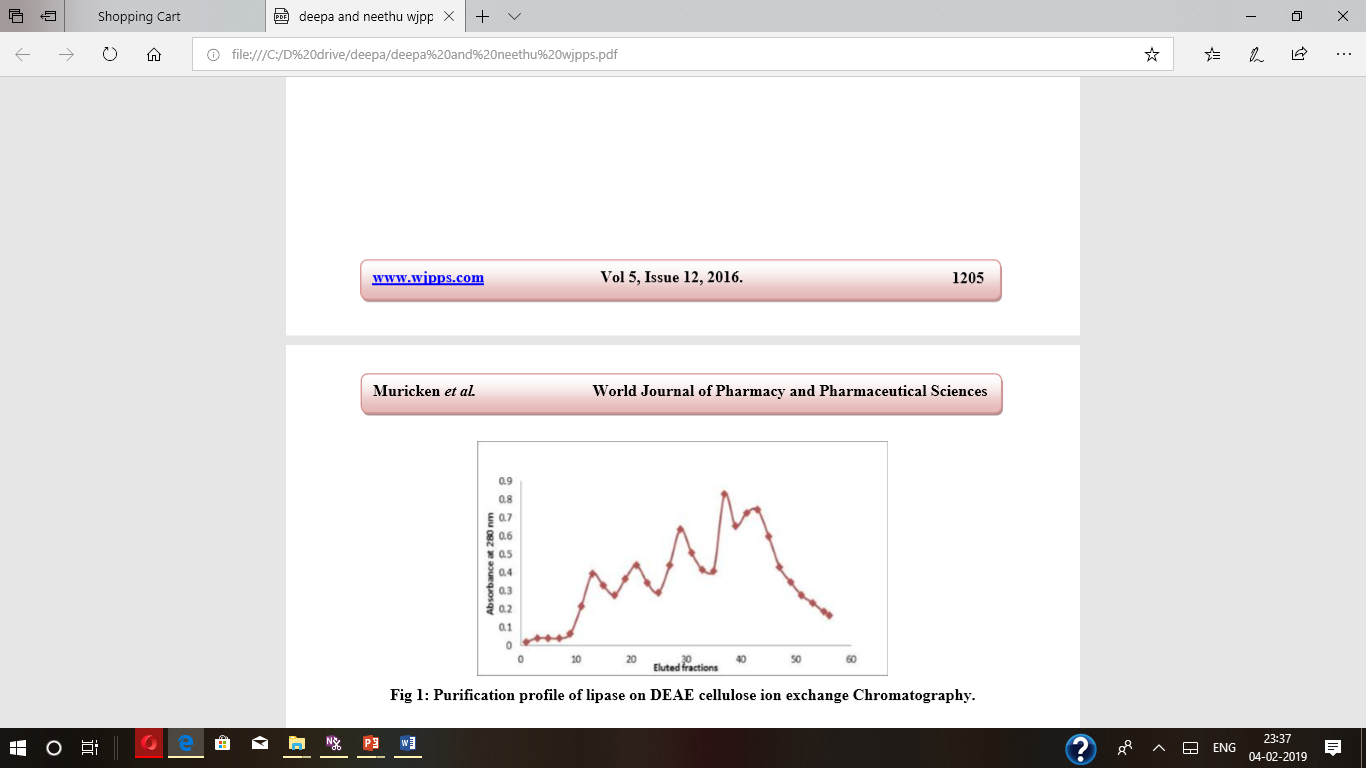 Shopping Cart
deepa and neethu wjpp
file:///C:/D%20drive/deepa/deepa%20and%20neethu%20wjpps.pdf
www.wjpps.com Vol 5, Issue 12, 2016. 1205
Muricken et al. World Journal of Pharmacy and Pharmaceutical Sciences
0.9
0.8
0.7
0.6
0.5
0.4
0.3
0.2
0.1
0
Absorbance at 280 nm
0 10 20 30 40 50 60
Eluted fractions
Fig 1: Purification profile of lipase on DEAE cellulose ion exchange Chromatography.
ENG
23:37
04-02-2019